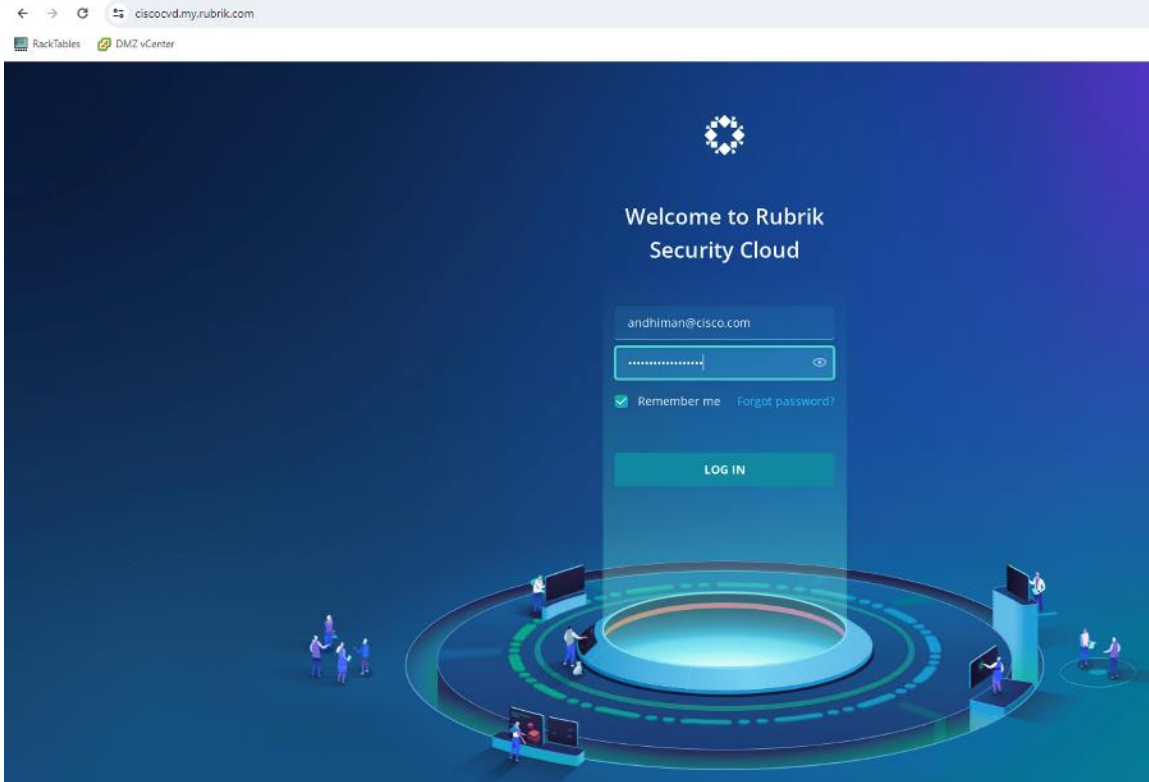 ciscocvd.my.rubrik.com
RackTables DMZ vCenter
Welcome to Rubrik
Security Cloud
andhiman@cisco.com
Remember me Forgot password?
LOG IN